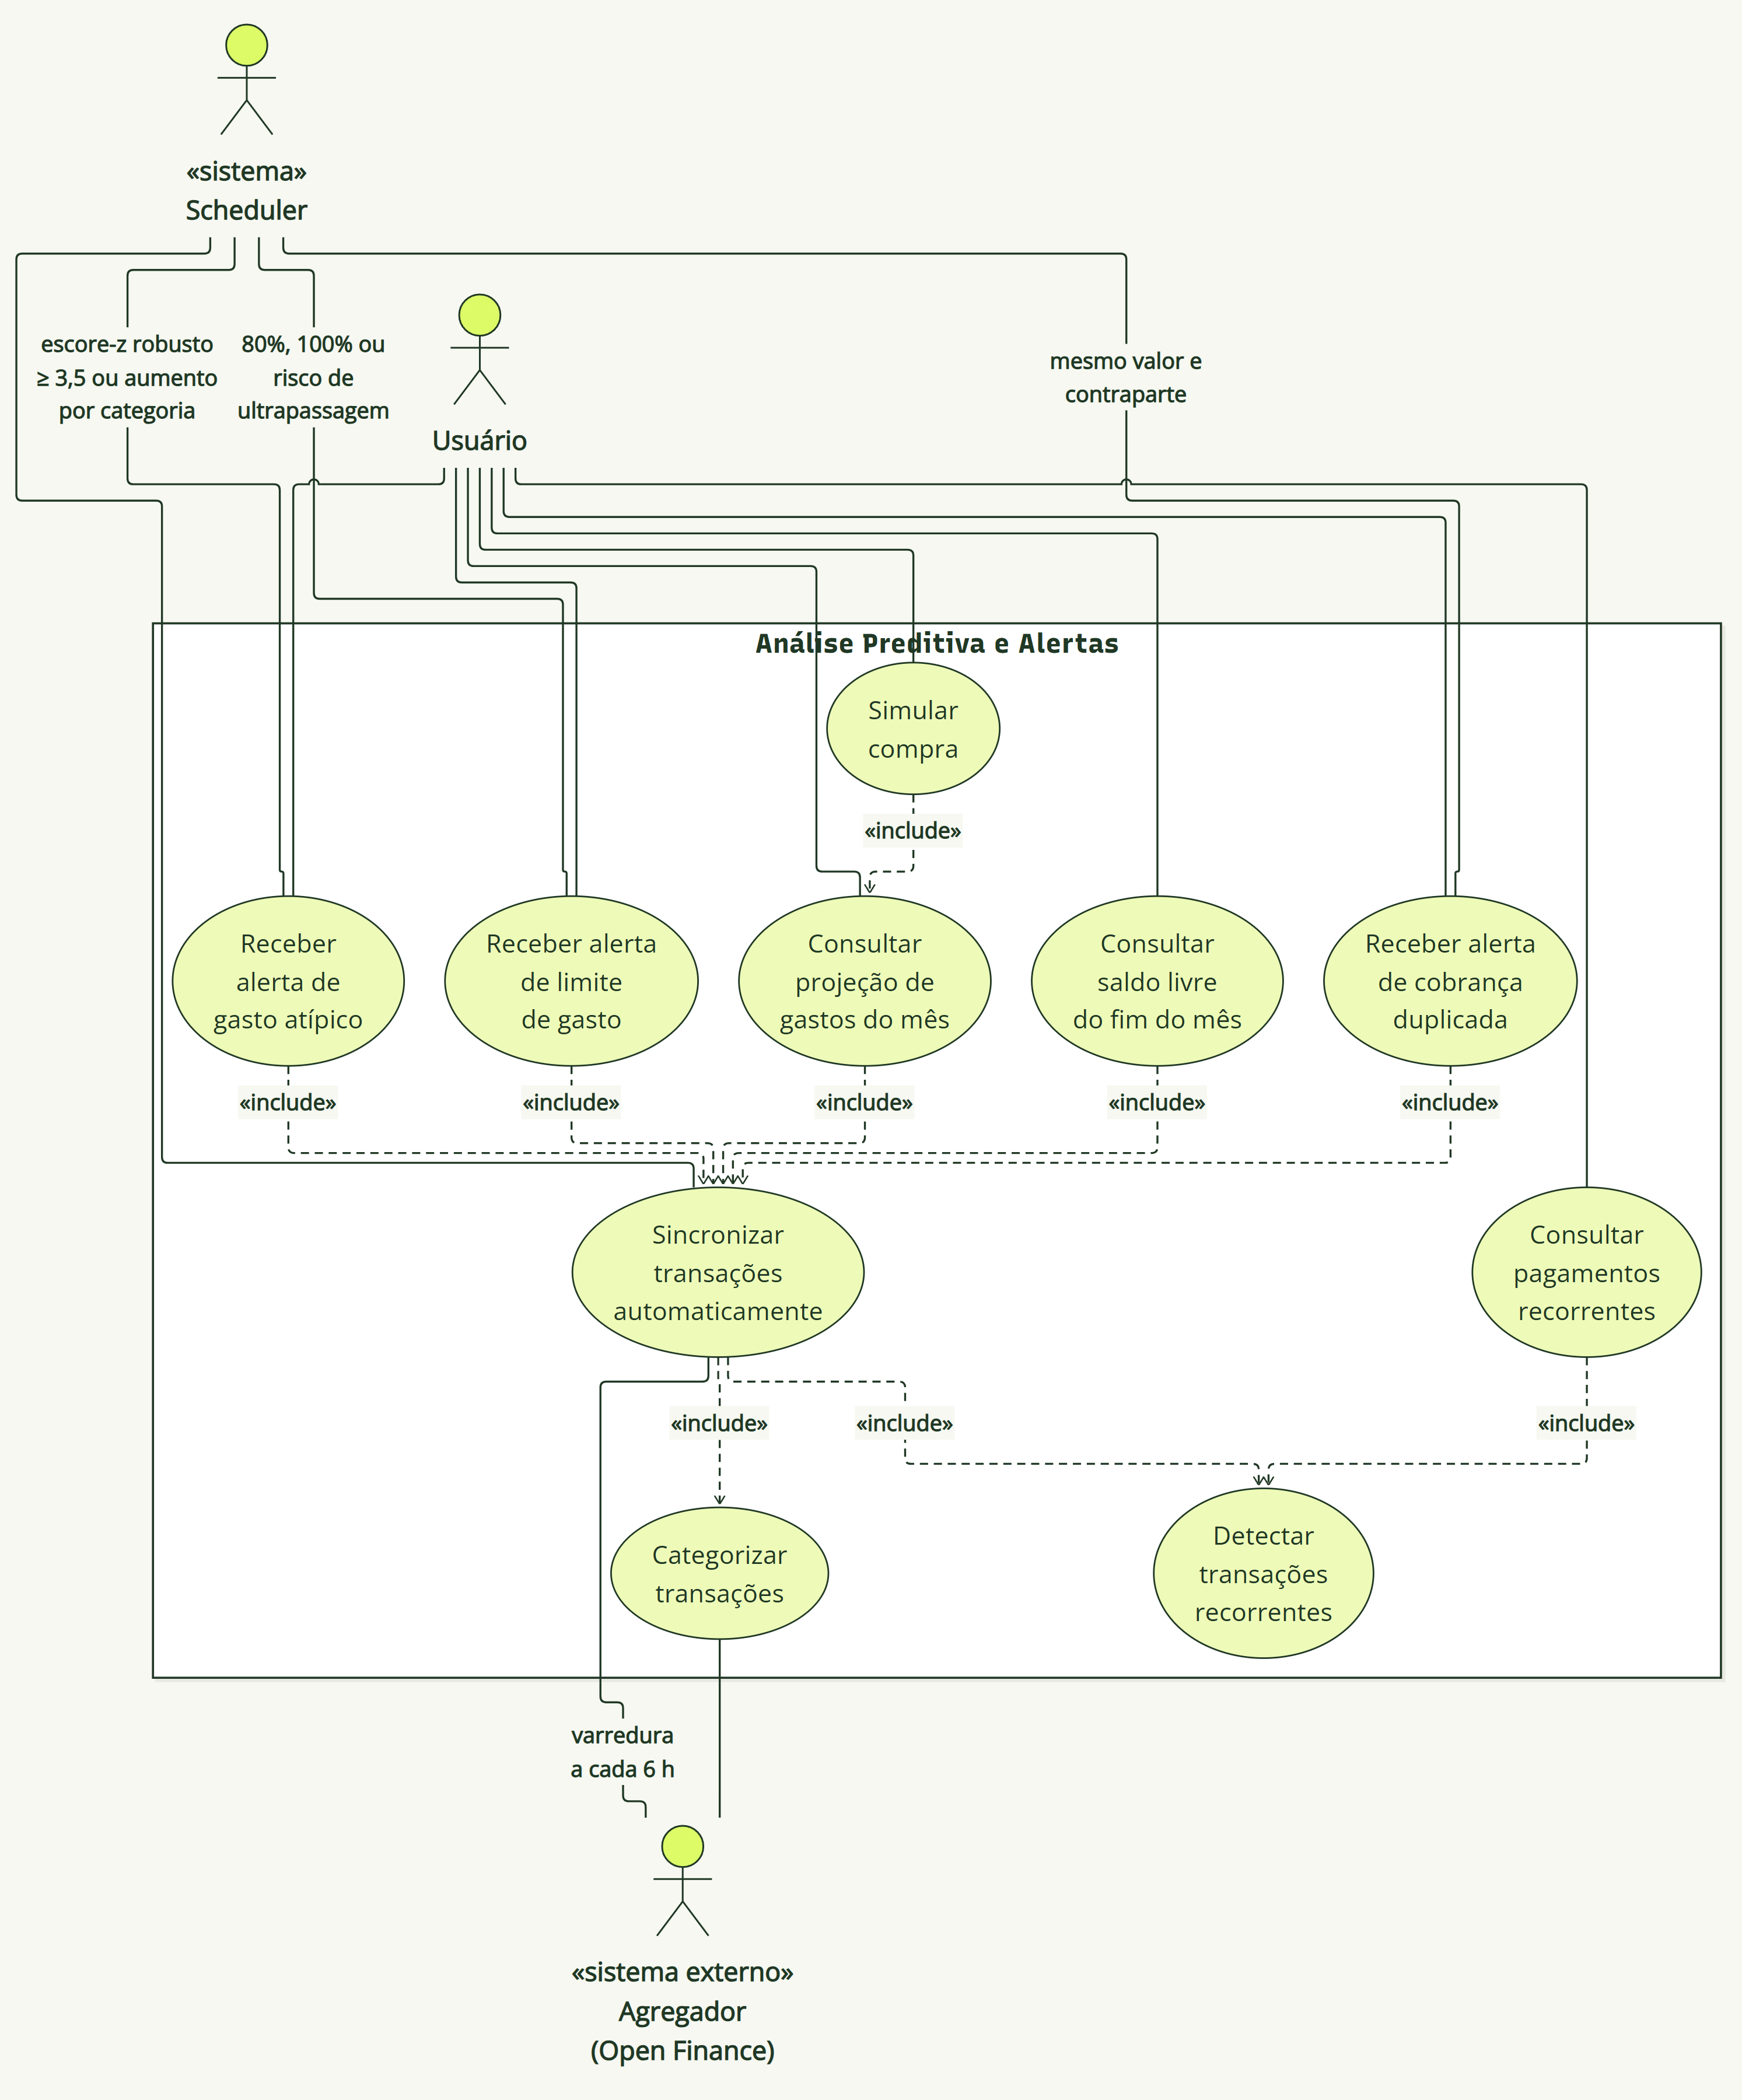 «sistema»
Scheduler
escore-z robusto
≥ 3,5 ou aumento
por categoria
80%, 100% ou
risco de
ultrapassagem
mesmo valor e
contraparte
Usuário
Análise Preditiva e Alertas
Simular
compra
«include»
Receber
alerta de
gasto atípico
Receber alerta
de limite
de gasto
Consultar
projeção de
gastos do mês
Consultar
saldo livre
do fim do mês
Receber alerta
de cobrança
duplicada
«include»
«include»
«include»
«include»
«include»
Sincronizar
transações
automaticamente
Consultar
pagamentos
recorrentes
«include»
«include»
«include»
Categorizar
transações
Detectar
transações
recorrentes
varredura
a cada 6 h
«sistema externo»
Agregador
(Open Finance)